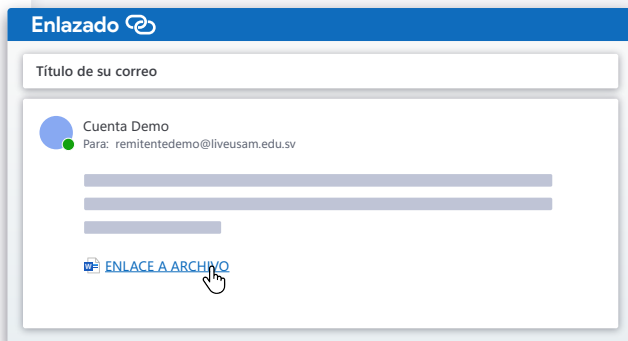 Enlazado
Título de su correo
Cuenta Demo
Para: remitentedemo@liveusam.edu.sv
ENLACE A ARCHIVO